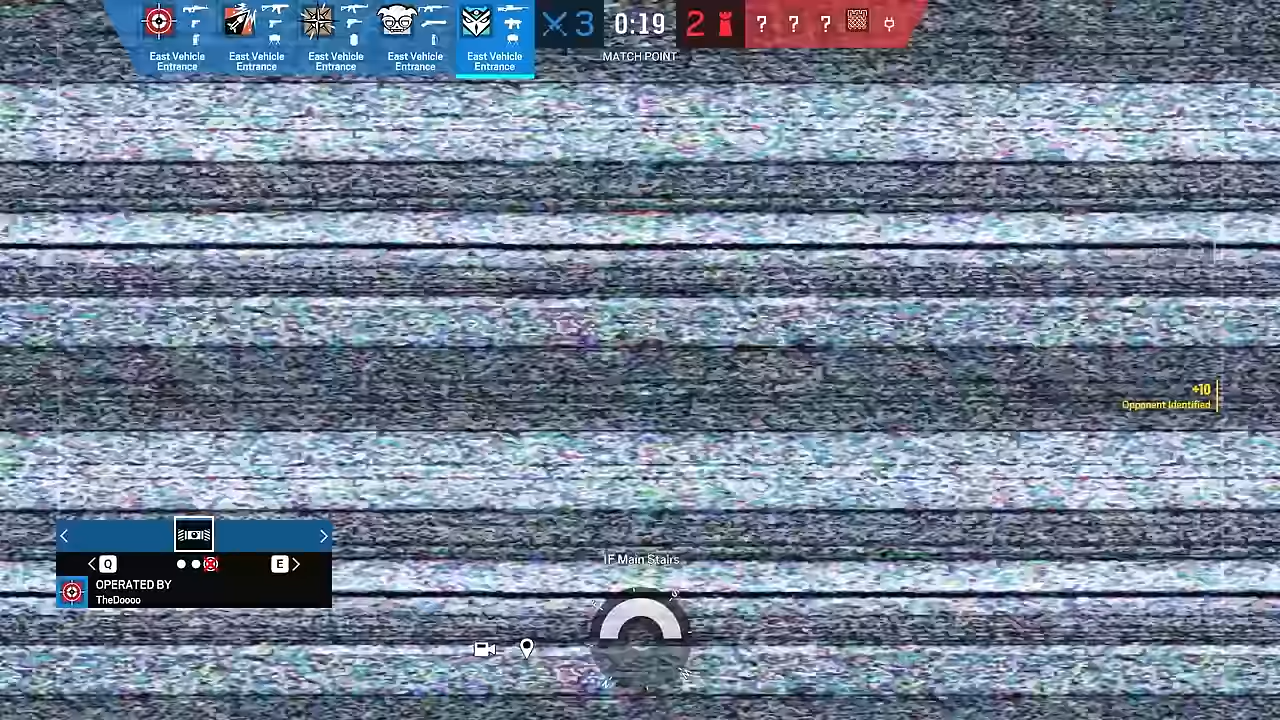 3 0:19 2 ? ? ?
MATCH POINT
East Vehicle Entrance
East Vehicle Entrance
East Vehicle Entrance
East Vehicle Entrance
East Vehicle Entrance
+10
Opponent Identified
Q E
OPERATED BY
TheDoooo
1F Main Stairs